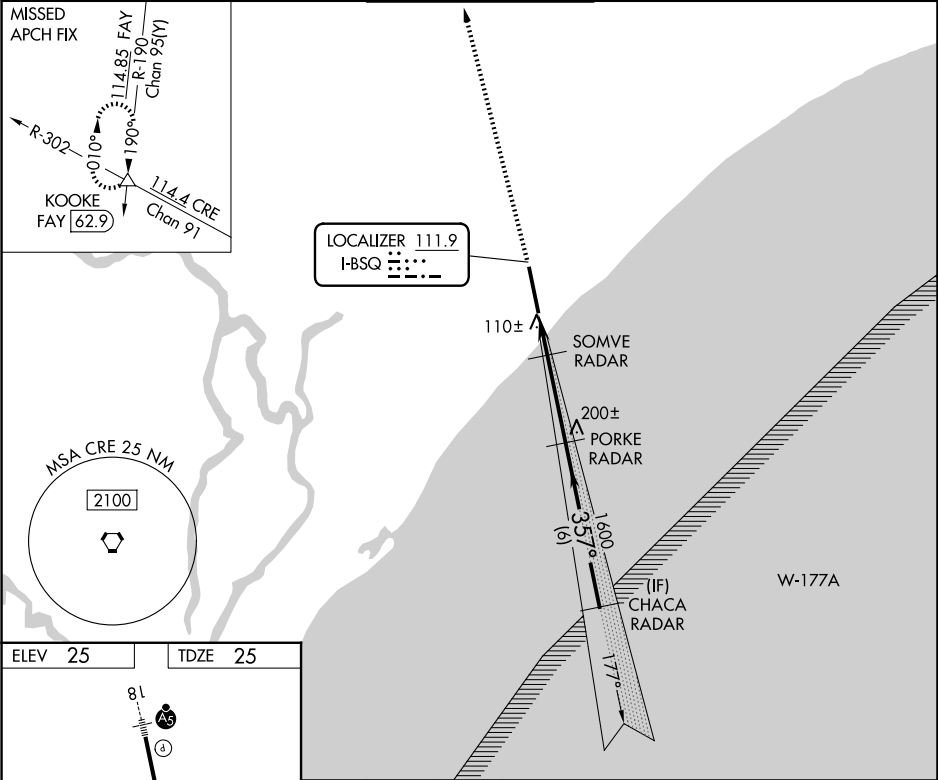 MISSED
APCH FIX
114.85 FAY
R-190
Chan 95(Y)
R-302
010°
190°
KOOKE
FAY 62.9
114.4 CRE
Chan 91
LOCALIZER 111.9
I-BSQ
110±
SOMVE
RADAR
200±
PORKE
RADAR
MSA CRE 25 NM
2100
357°
(6)
1600
(IF)
CHACA
RADAR
W-177A
177°
ELEV 25
TDZE 25
18
A5
P